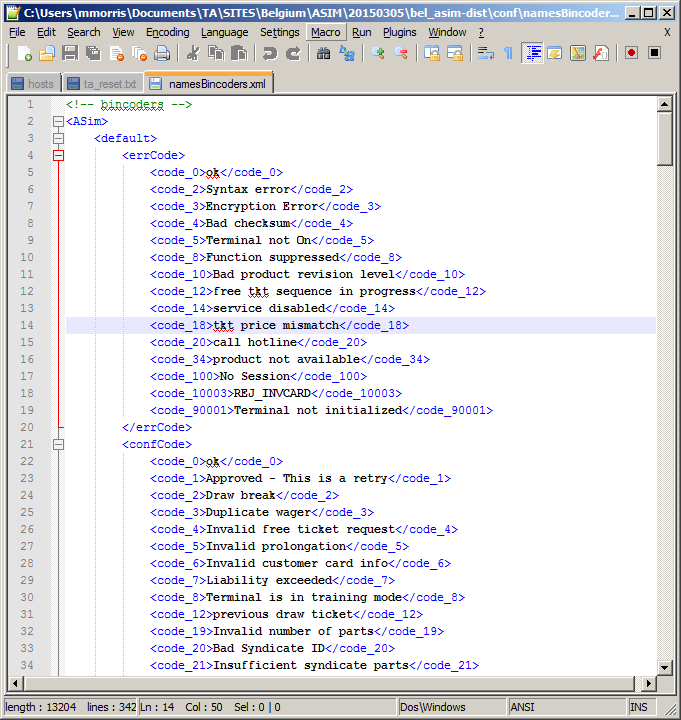 C:\Users\mmorris\Documents\TA\SITES\Belgium\ASIM\20150305\bel_asim-dist\conf\namesBincoder...
File Edit Search View Encoding Language Settings Macro Run Plugins Window ? X
hosts ta_reset.txt namesBincoders.xml
1 <!-- bincoders -->
2 <ASim>
3 <default>
4 <errCode>
5 <code_0>ok</code_0>
6 <code_2>Syntax error</code_2>
7 <code_3>Encryption Error</code_3>
8 <code_4>Bad checksum</code_4>
9 <code_5>Terminal not On</code_5>
10 <code_8>Function suppressed</code_8>
11 <code_10>Bad product revision level</code_10>
12 <code_12>free tkt sequence in progress</code_12>
13 <code_14>service disabled</code_14>
14 <code_18>tkt price mismatch</code_18>
15 <code_20>call hotline</code_20>
16 <code_34>product not available</code_34>
17 <code_100>No Session</code_100>
18 <code_10003>REJ_INVCARD</code_10003>
19 <code_90001>Terminal not initialized</code_90001>
20 </errCode>
21 <confCode>
22 <code_0>ok</code_0>
23 <code_1>Approved - This is a retry</code_1>
24 <code_2>Draw break</code_2>
25 <code_3>Duplicate wager</code_3>
26 <code_4>Invalid free ticket request</code_4>
27 <code_5>Invalid prolongation</code_5>
28 <code_6>Invalid customer card info</code_6>
29 <code_7>Liability exceeded</code_7>
30 <code_8>Terminal is in training mode</code_8>
31 <code_12>previous draw ticket</code_12>
32 <code_19>Invalid number of parts</code_19>
33 <code_20>Bad Syndicate ID</code_20>
34 <code_21>Insufficient syndicate parts</code_21>
length : 13204 lines : 342 Ln : 14 Col : 50 Sel : 0 | 0 Dos\Windows ANSI INS